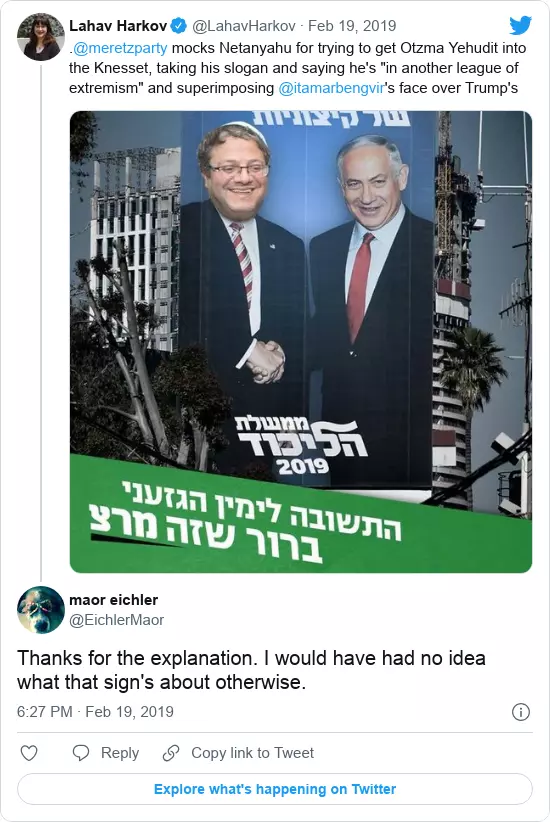 Lahav Harkov @LahavHarkov · Feb 19, 2019
.@meretzparty mocks Netanyahu for trying to get Otzma Yehudit into
the Knesset, taking his slogan and saying he's "in another league of
extremism" and superimposing @itamarbengvir's face over Trump's
של קיצוניות
ממשלת
הליכוד
2019
התשובה לימין הגזעני
ברור שזה מרצ
maor eichler
@EichlerMaor
Thanks for the explanation. I would have had no idea
what that sign's about otherwise.
6:27 PM · Feb 19, 2019
Reply
Copy link to Tweet
Explore what's happening on Twitter